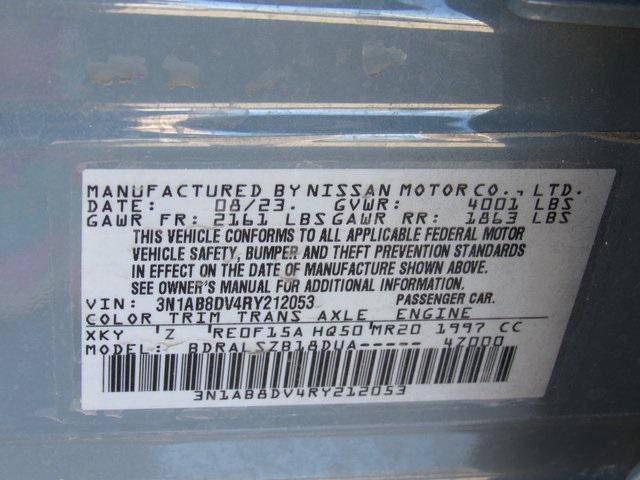 MANUFACTURED BY NISSAN MOTOR CO., LTD.
DATE: 08/23. GVWR: 4001 LBS
GAWR FR: 2161 LBS GAWR RR: 1863 LBS
THIS VEHICLE CONFORMS TO ALL APPLICABLE FEDERAL MOTOR
VEHICLE SAFETY, BUMPER AND THEFT PREVENTION STANDARDS
IN EFFECT ON THE DATE OF MANUFACTURE SHOWN ABOVE.
SEE OWNER'S MANUAL FOR ADDITIONAL INFORMATION.
VIN: 3N1AB8DV4RY212053 PASSENGER CAR.
COLOR TRIM TRANS AXLE ENGINE
XKY 'Z RE0F15A HQ50 MR20 1997 CC
MODEL: BDRALSZB18DUA----- 47000
3N1AB8DV4RY212053